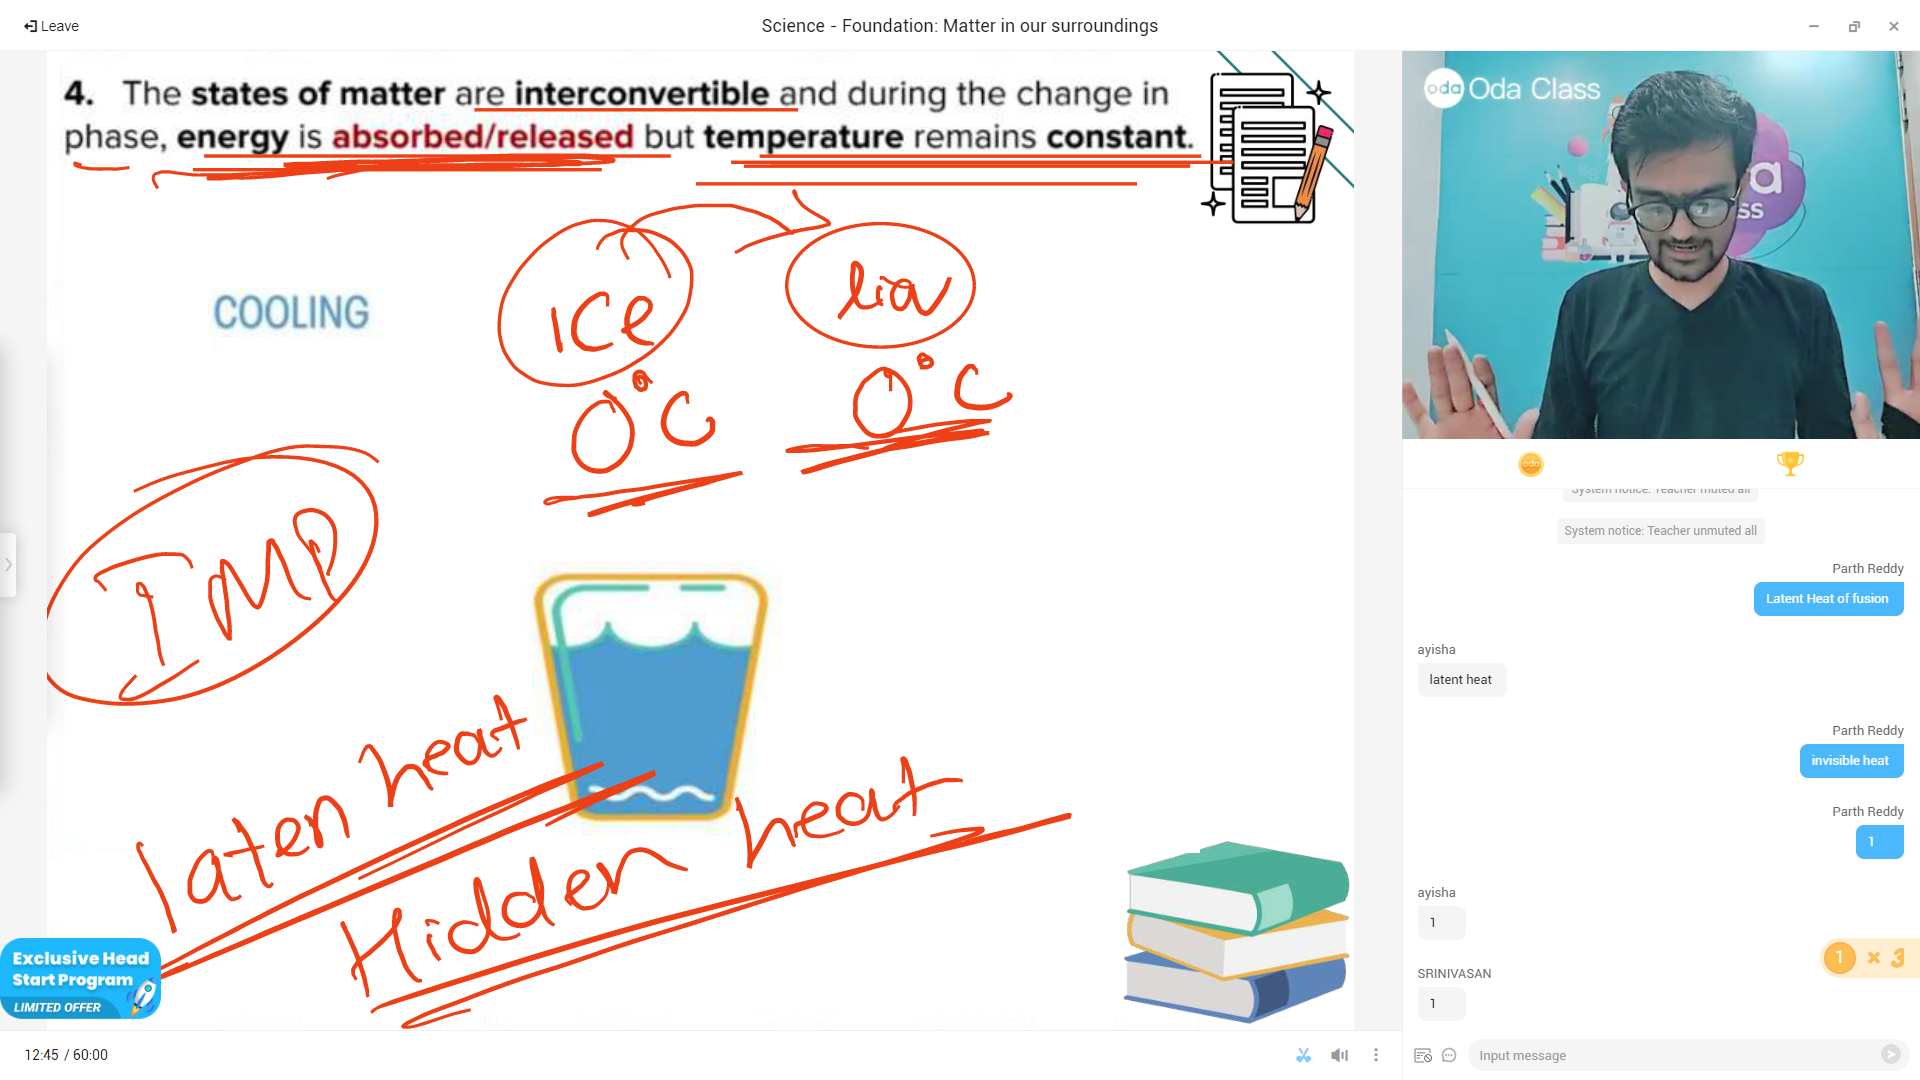 Leave
Science - Foundation: Matter in our surroundings
4. The states of matter are interconvertible and during the change in
phase, energy is absorbed/released but temperature remains constant.
COOLING
ICe
0°C
liq
0°C
IMP
laten heat
Hidden heat
Exclusive Head
Start Program
LIMITED OFFER
12:45 / 60:00
oda Oda Class
oda
System notice: Teacher muted all
System notice: Teacher unmuted all
Parth Reddy
Latent Heat of fusion
ayisha
latent heat
Parth Reddy
invisible heat
Parth Reddy
1
ayisha
1
1 × 3
SRINIVASAN
1
Input message